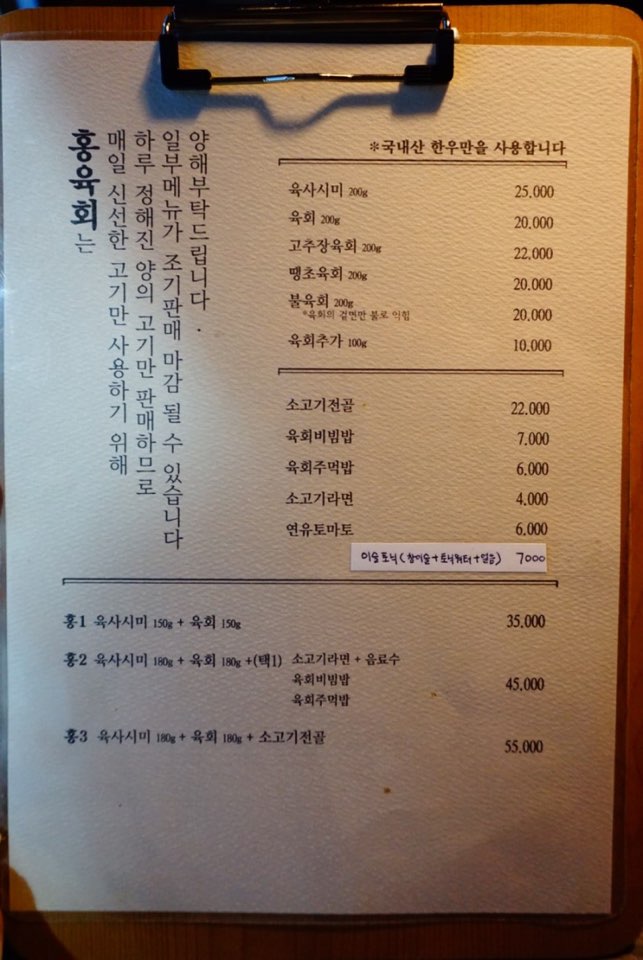 홍육회는
매일 신선한 고기만 사용하기 위해
하루 정해진 양의 고기만 판매하므로
일부메뉴가 조기판매 마감 될 수 있습니다
양해부탁드립니다.
*국내산 한우만을 사용합니다
육사시미 200g 25,000
육회 200g 20,000
고추장육회 200g 22,000
땡초육회 200g 20,000
불육회 200g 20,000
*육회의 겉면만 불로 익힘
육회추가 100g 10,000
소고기전골 22,000
육회비빔밥 7,000
육회주먹밥 6,000
소고기라면 4,000
연유토마토 6,000
이슬토닉(참이슬+토닉워터+얼음) 7000
홍1 육사시미 150g + 육회 150g 35,000
홍2 육사시미 180g + 육회 180g +(택1) 소고기라면 + 음료수
육회비빔밥 45,000
육회주먹밥
홍3 육사시미 180g + 육회 180g + 소고기전골 55,000